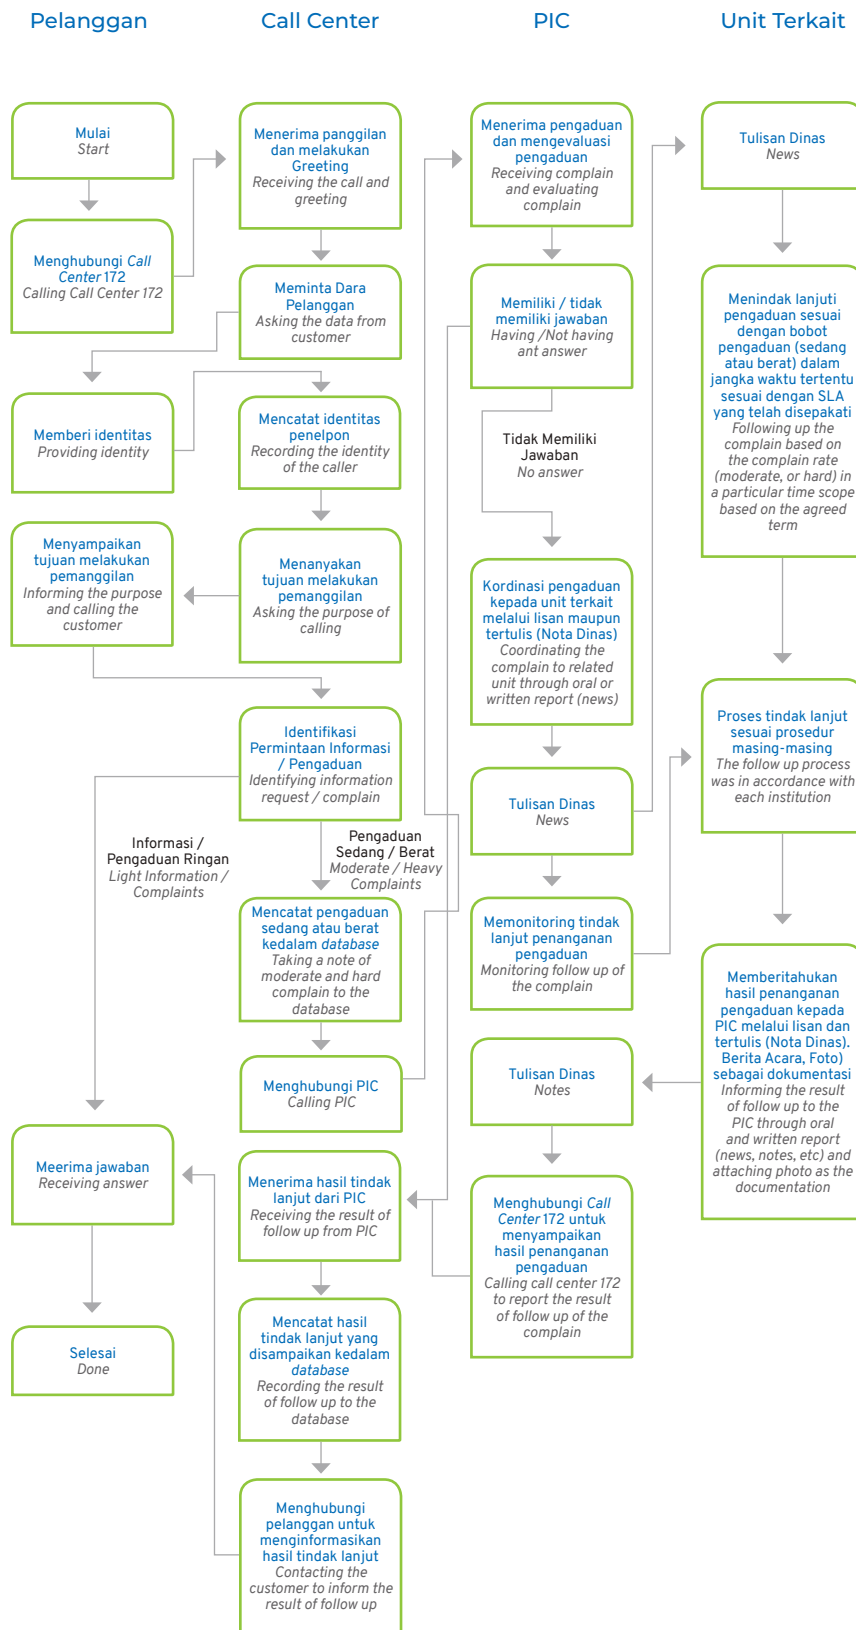 Pelanggan
Call Center
PIC
Unit Terkait
Mulai
Start
Menghubungi Call
Center 172
Calling Call Center 172
Memberi identitas
Providing identity
Menyampaikan
tujuan melakukan
pemanggilan
Informing the purpose
and calling the
customer
Informasi /
Pengaduan Ringan
Light Information /
Complaints
Meerima jawaban
Receiving answer
Selesai
Done
Menerima panggilan
dan melakukan
Greeting
Receiving the call and
greeting
Meminta Dara
Pelanggan
Asking the data from
customer
Mencatat identitas
penelpon
Recording the identity
of the caller
Menanyakan
tujuan melakukan
pemanggilan
Asking the purpose of
calling
Identifikasi
Permintaan Informasi
/ Pengaduan
Identifying information
request / complain
Pengaduan
Sedang / Berat
Moderate / Heavy
Complaints
Mencatat pengaduan
sedang atau berat
kedalam database
Taking a note of
moderate and hard
complain to the
database
Menghubungi PIC
Calling PIC
Menerima hasil tindak
lanjut dari PIC
Receiving the result of
follow up from PIC
Mencatat hasil
tindak lanjut yang
disampaikan kedalam
database
Recording the result
of follow up to the
database
Menghubungi
pelanggan untuk
menginformasikan
hasil tindak lanjut
Contacting the
customer to inform the
result of follow up
Menerima pengaduan
dan mengevaluasi
pengaduan
Receiving complain
and evaluating
complain
Memiliki / tidak
memiliki jawaban
Having /Not having
ant answer
Tidak Memiliki
Jawaban
No answer
Kordinasi pengaduan
kepada unit terkait
melalui lisan maupun
tertulis (Nota Dinas)
Coordinating the
complain to related
unit through oral or
written report (news)
Tulisan Dinas
News
Memonitoring tindak
lanjut penanganan
pengaduan
Monitoring follow up of
the complain
Tulisan Dinas
Notes
Menghubungi Call
Center 172 untuk
menyampaikan
hasil penanganan
pengaduan
Calling call center 172
to report the result
of follow up of the
complain
Tulisan Dinas
News
Menindak lanjuti
pengaduan sesuai
dengan bobot
pengaduan (sedang
atau berat) dalam
jangka waktu tertentu
sesuai dengan SLA
yang telah disepakati
Following up the
complain based on
the complain rate
(moderate, or hard) in
a particular time scope
based on the agreed
term
Proses tindak lanjut
sesuai prosedur
masing-masing
The follow up process
was in accordance with
each institution
Memberitahukan
hasil penanganan
pengaduan kepada
PIC melalui lisan dan
tertulis (Nota Dinas).
Berita Acara, Foto)
sebagai dokumentasi
Informing the result
of follow up to the
PIC through oral
and written report
(news, notes, etc) and
attaching photo as the
documentation